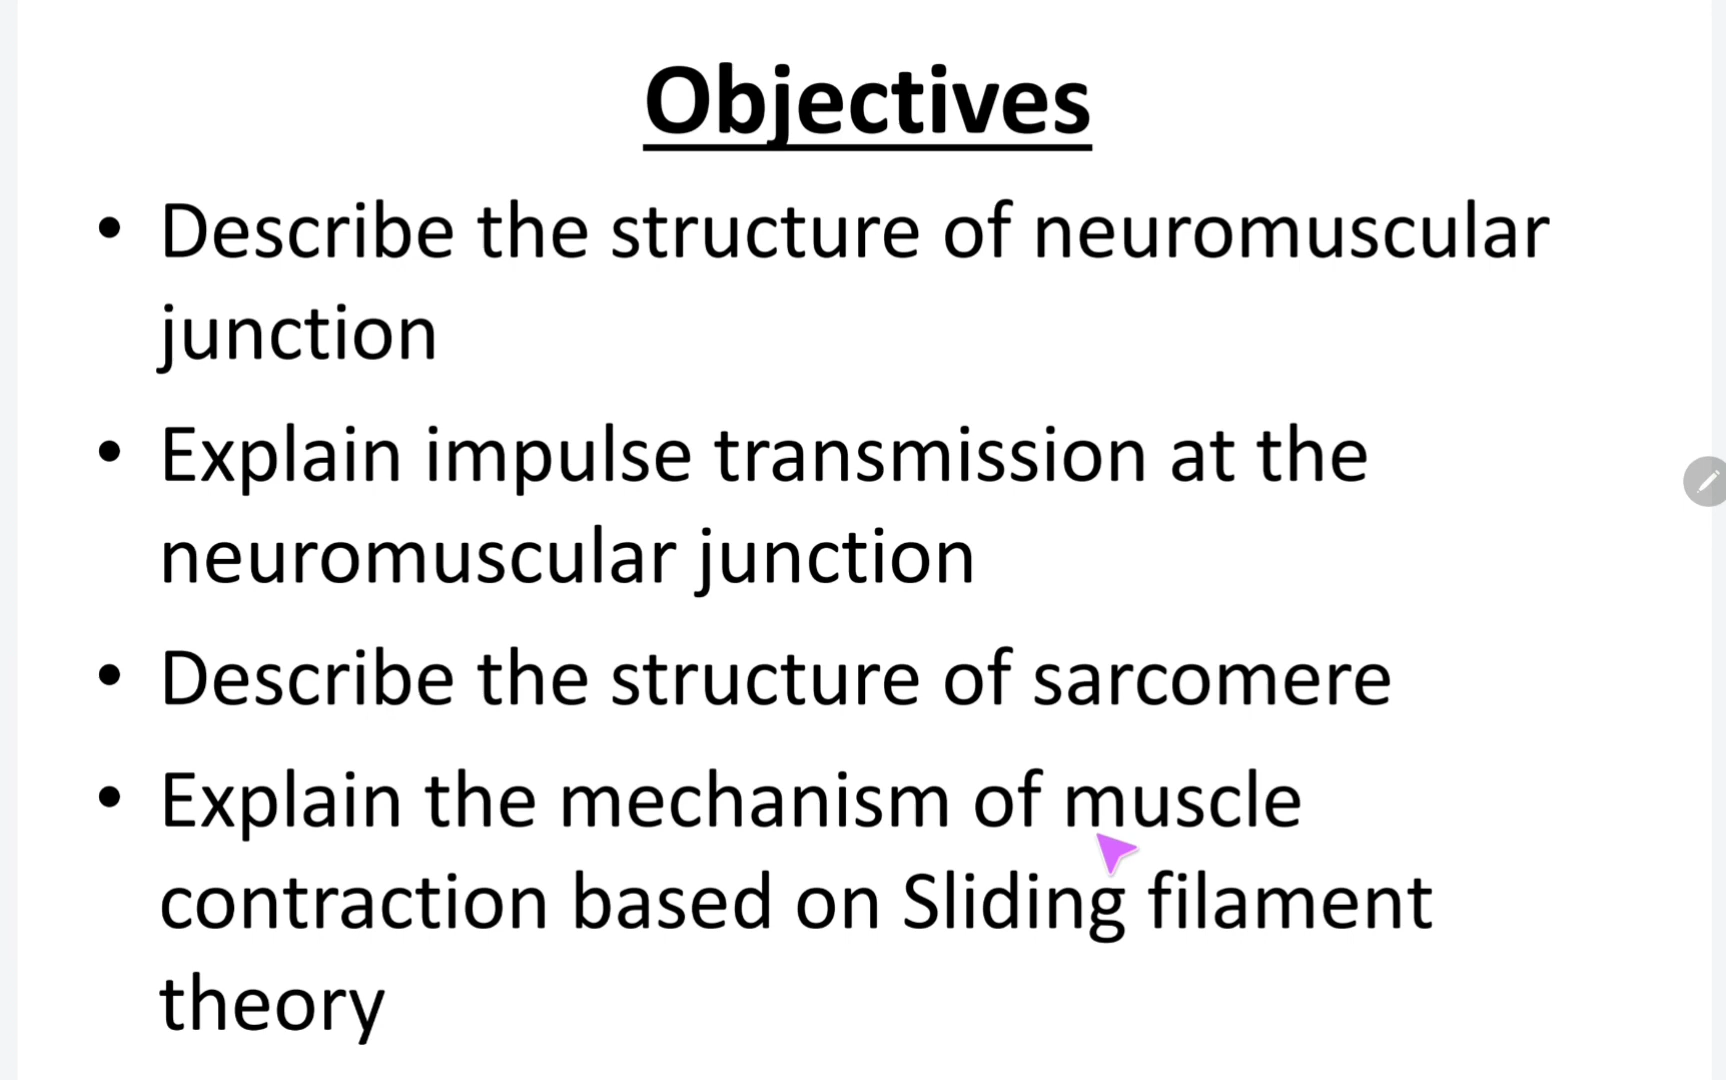 Objectives
• Describe the structure of neuromuscular
junction
• Explain impulse transmission at the
neuromuscular junction
• Describe the structure of sarcomere
• Explain the mechanism of muscle
contraction based on Sliding filament
theory